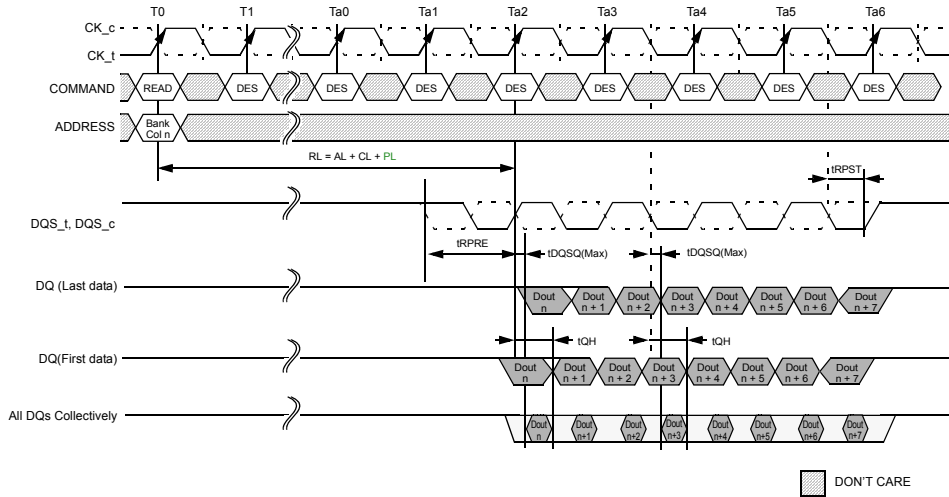 T0 T1 Ta0 Ta1 Ta2 Ta3 Ta4 Ta5 Ta6
CK_c
CK_t
COMMAND READ DES DES DES DES DES DES DES DES
ADDRESS Bank Col n
RL = AL + CL + PL
tRPST
DQS_t, DQS_c
tRPRE tDQSQ(Max) tDQSQ(Max)
DQ (Last data) Dout n Dout n + 1 Dout n + 2 Dout n + 3 Dout n + 4 Dout n + 5 Dout n + 6 Dout n + 7
tQH tQH
DQ(First data) Dout n Dout n + 1 Dout n + 2 Dout n + 3 Dout n + 4 Dout n + 5 Dout n + 6 Dout n + 7
All DQs Collectively Dout n Dout n+1 Dout n+2 Dout n+3 Dout n+4 Dout n+5 Dout n+6 Dout n+7
DON'T CARE